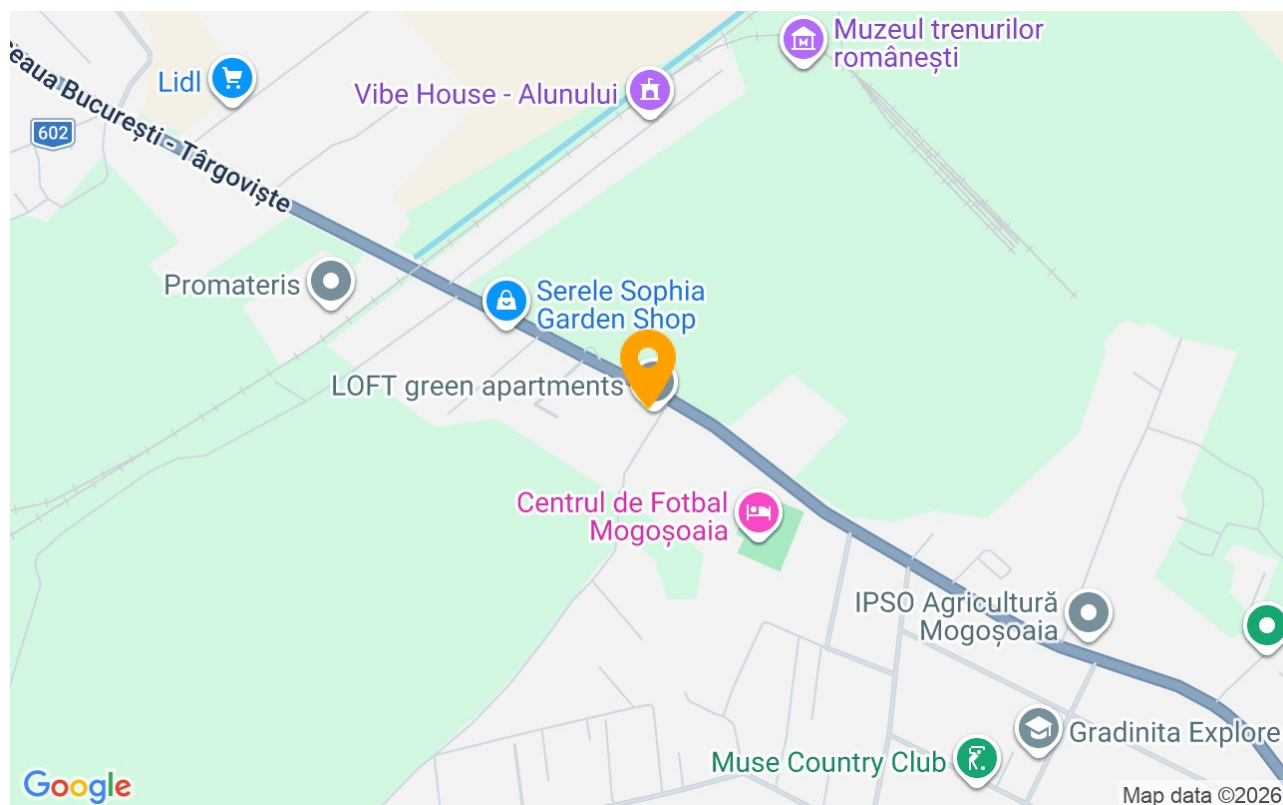 Muzeul trenurilor
românești
Lidl
Vibe House - Alunului
602
București - Târgoviște
Promateris
Serele Sophia
Garden Shop
LOFT green apartments
Centrul de Fotbal
Mogoșoaia
IPSO Agricultură
Mogoșoaia
Gradinita Explore
Muse Country Club
Google
Map data ©2026